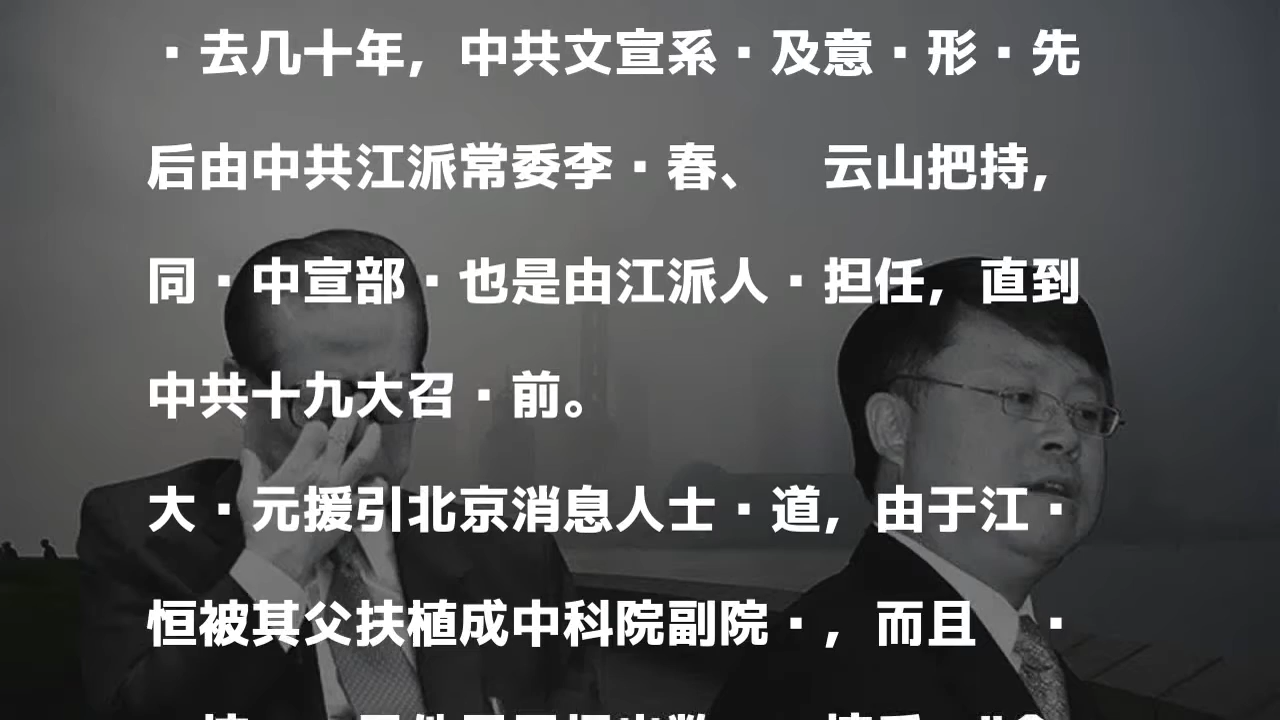 ·去几十年，中共文宣系·及意·形·先
后由中共江派常委李·春、 云山把持，
同·中宣部·也是由江派人·担任，直到
中共十九大召·前。
大·元援引北京消息人士·道，由于江·
恒被其父扶植成中科院副院·，而且 ·